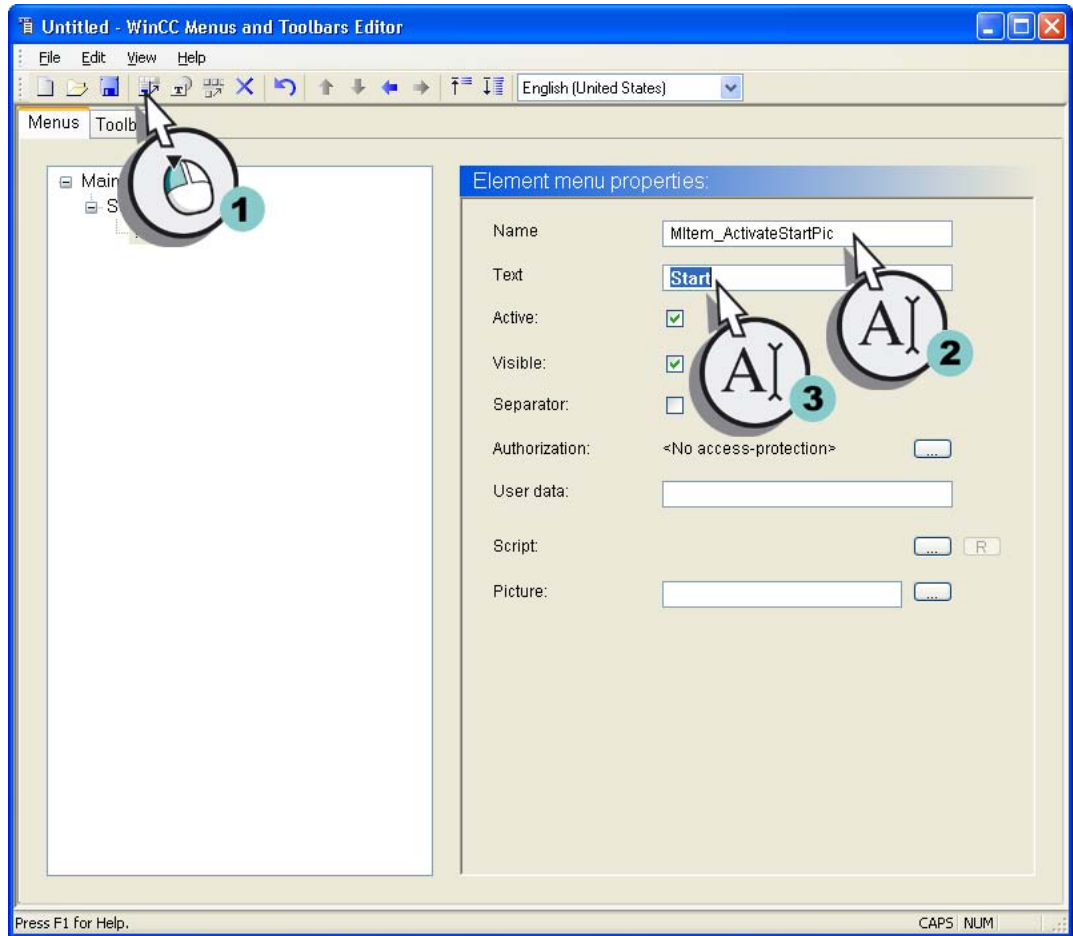 Untitled - WinCC Menus and Toolbars Editor
File Edit View Help
English (United States)
Menus
Element menu properties:
1
Name MItem_ActivateStartPic
Text Start
Active:
2
Visible:
3
Separator:
Authorization: <No access-protection> ...
User data:
Script: ... R
Picture: ...
Press F1 for Help. CAPS NUM